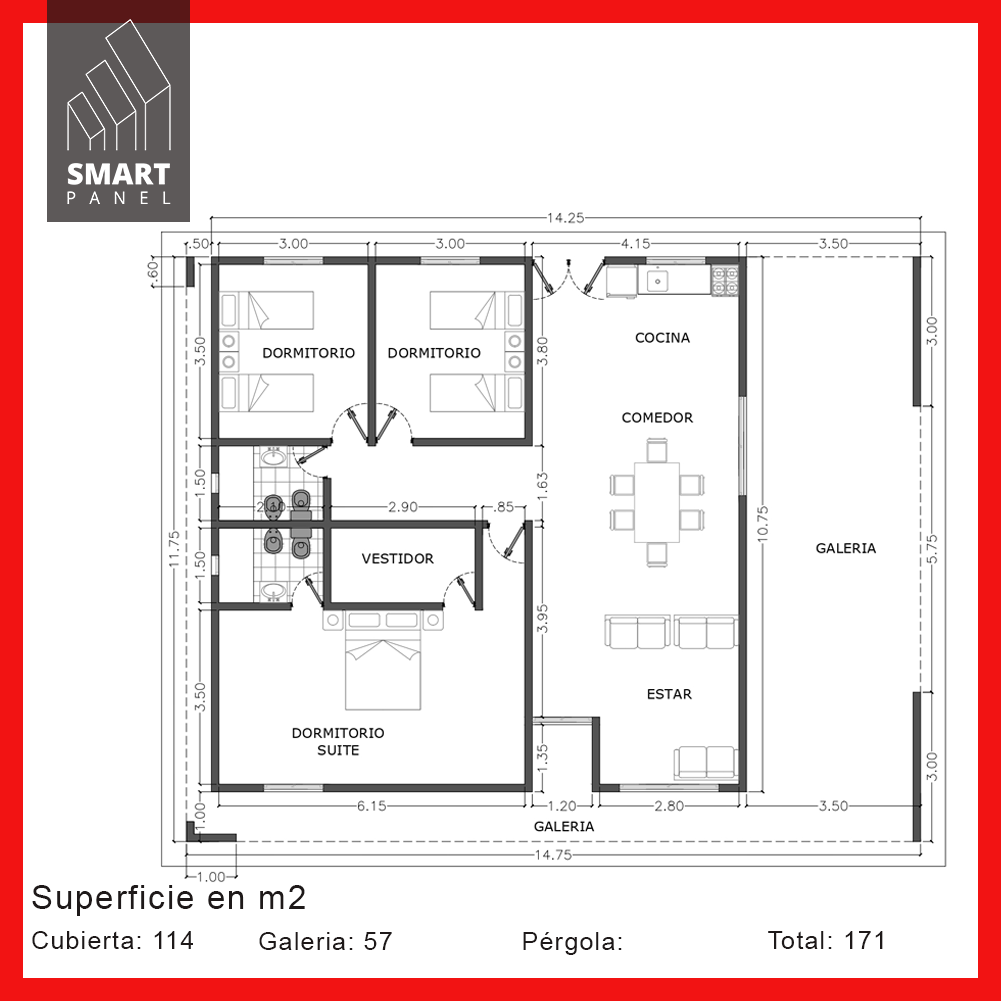 SMART
PANEL
14.25
.50
3.00
3.00
4.15
3.50
.60
3.50
DORMITORIO
DORMITORIO
3.80
COCINA
3.00
COMEDOR
1.50
2.10
2.90
.85
1.63
10.75
5.75
11.75
1.50
VESTIDOR
GALERIA
3.95
3.50
ESTAR
DORMITORIO
SUITE
1.35
3.00
1.00
6.15
1.20
2.80
3.50
GALERIA
14.75
1.00
Superficie en m2
Cubierta: 114
Galeria: 57
Pérgola:
Total: 171